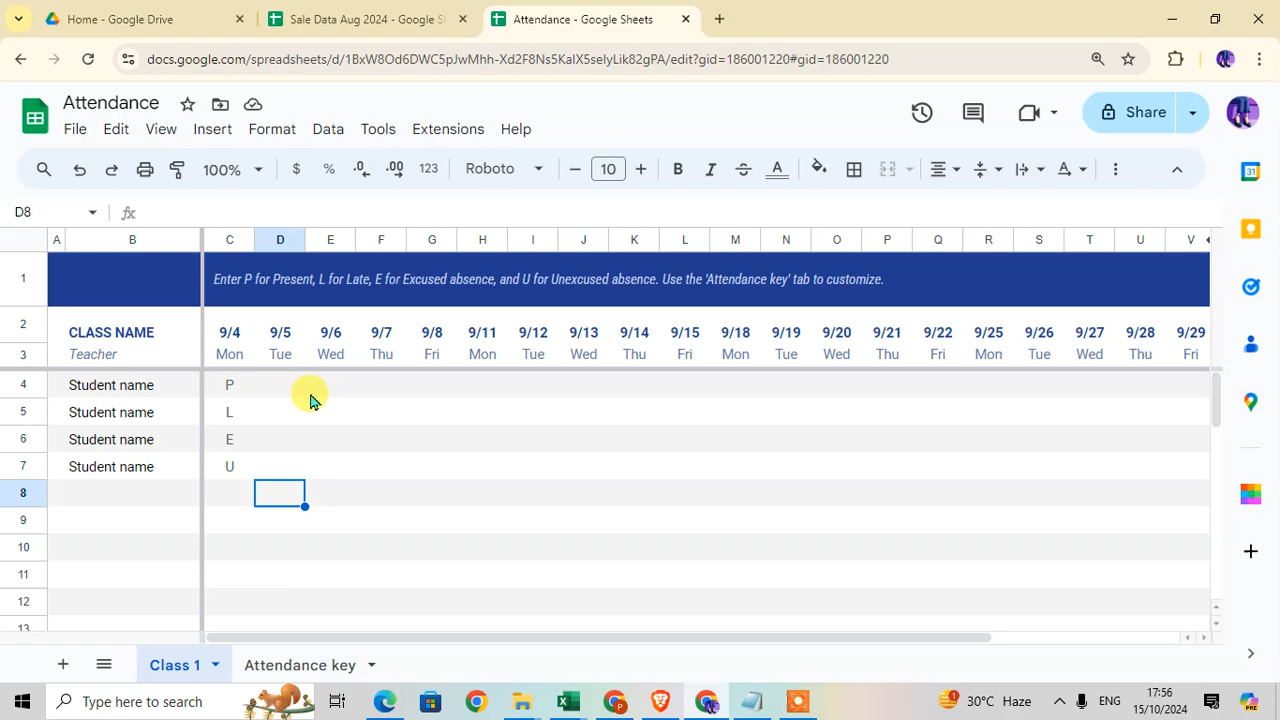 Home - Google Drive
Sale Data Aug 2024 - Google S
Attendance - Google Sheets
docs.google.com/spreadsheets/d/1BxW8Od6DWC5pJwMhh-Xd2F8Ns5KalX5selyLik82gPA/edit?gid=186001220#gid=186001220
Attendance
Share
File Edit View Insert Format Data Tools Extensions Help
100% $ % .0 .00 123 Roboto 10 B I A
D8 fx
A B C D E F G H I J K L M N O P Q R S T U V
1 Enter P for Present, L for Late, E for Excused absence, and U for Unexcused absence. Use the 'Attendance key' tab to customize.
2 CLASS NAME 9/4 9/5 9/6 9/7 9/8 9/11 9/12 9/13 9/14 9/15 9/18 9/19 9/20 9/21 9/22 9/25 9/26 9/27 9/28 9/29
3 Teacher Mon Tue Wed Thu Fri Mon Tue Wed Thu Fri Mon Tue Wed Thu Fri Mon Tue Wed Thu Fri
4 Student name P
5 Student name L
6 Student name E
7 Student name U
8
9
10
11
12
13
Class 1 Attendance key
Type here to search
1 30°C Haze ENG 17:56
15/10/2024
31